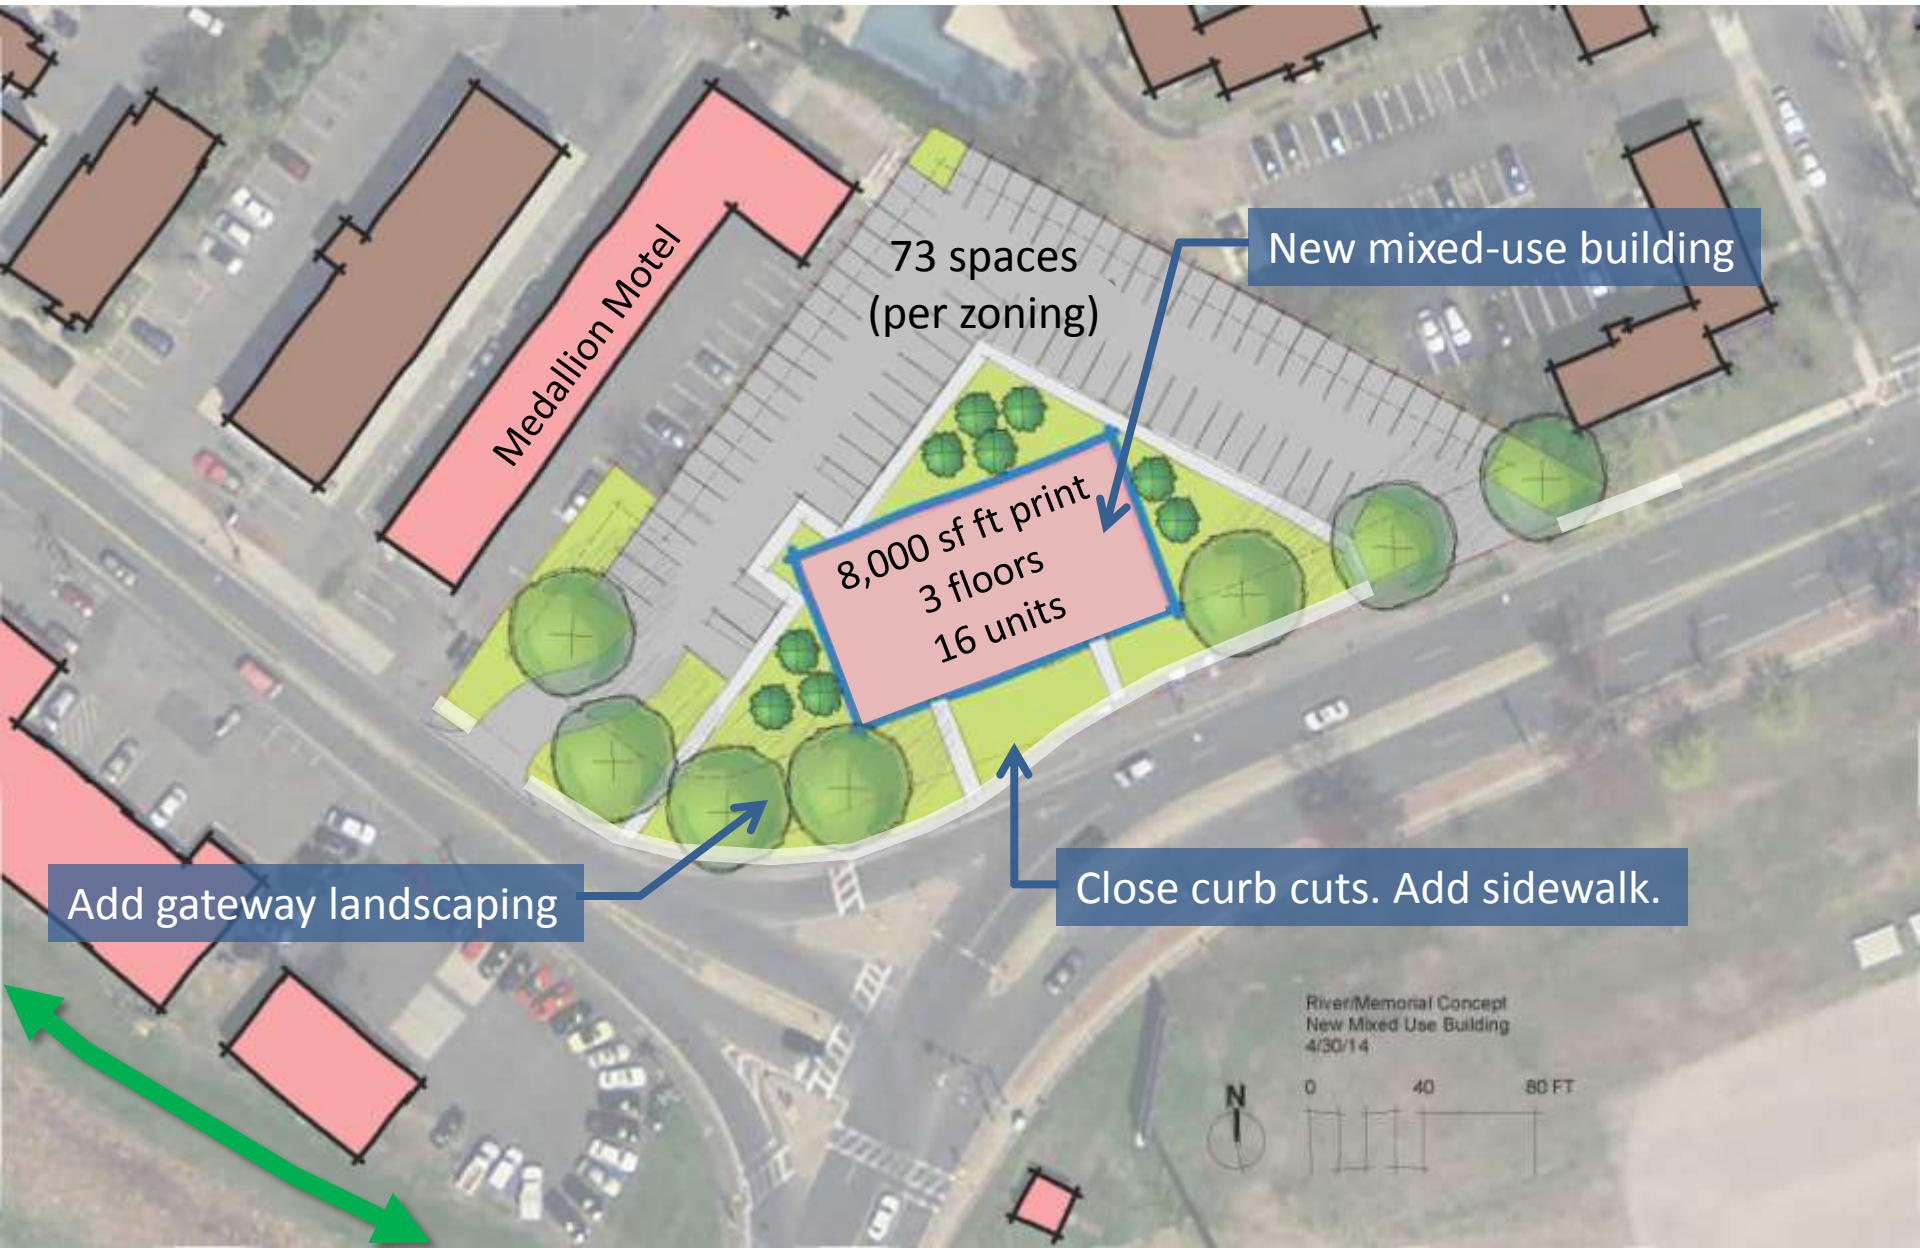 73 spaces
(per zoning)
New mixed-use building
Medallion Motel
8,000 sf ft print
3 floors
16 units
Add gateway landscaping
Close curb cuts. Add sidewalk.
River/Memorial Concept
New Mixed Use Building
4/30/14
N
0 40 80 FT